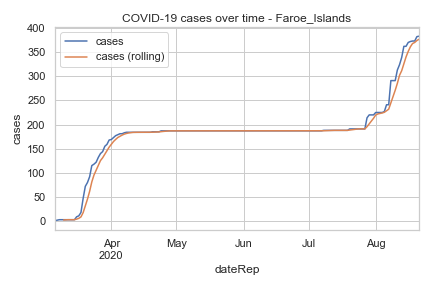 COVID-19 cases over time - Faroe_Islands
cases
cases (rolling)
cases
400
350
300
250
200
150
100
50
0
Apr May Jun Jul Aug
2020
dateRep